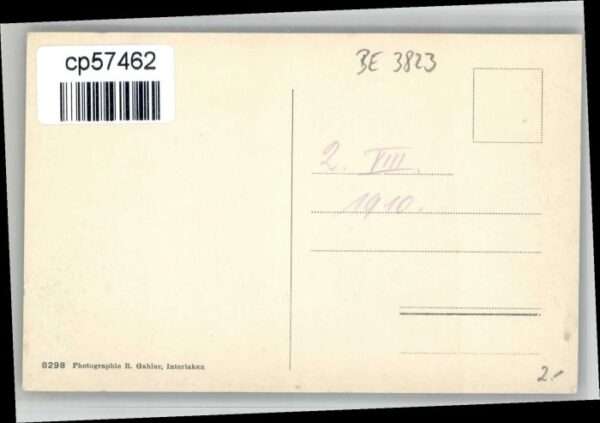 cp57462
BE 3823
2. VIII.
1910.
8298 Photographie R. Gabler, Interlaken
2.-